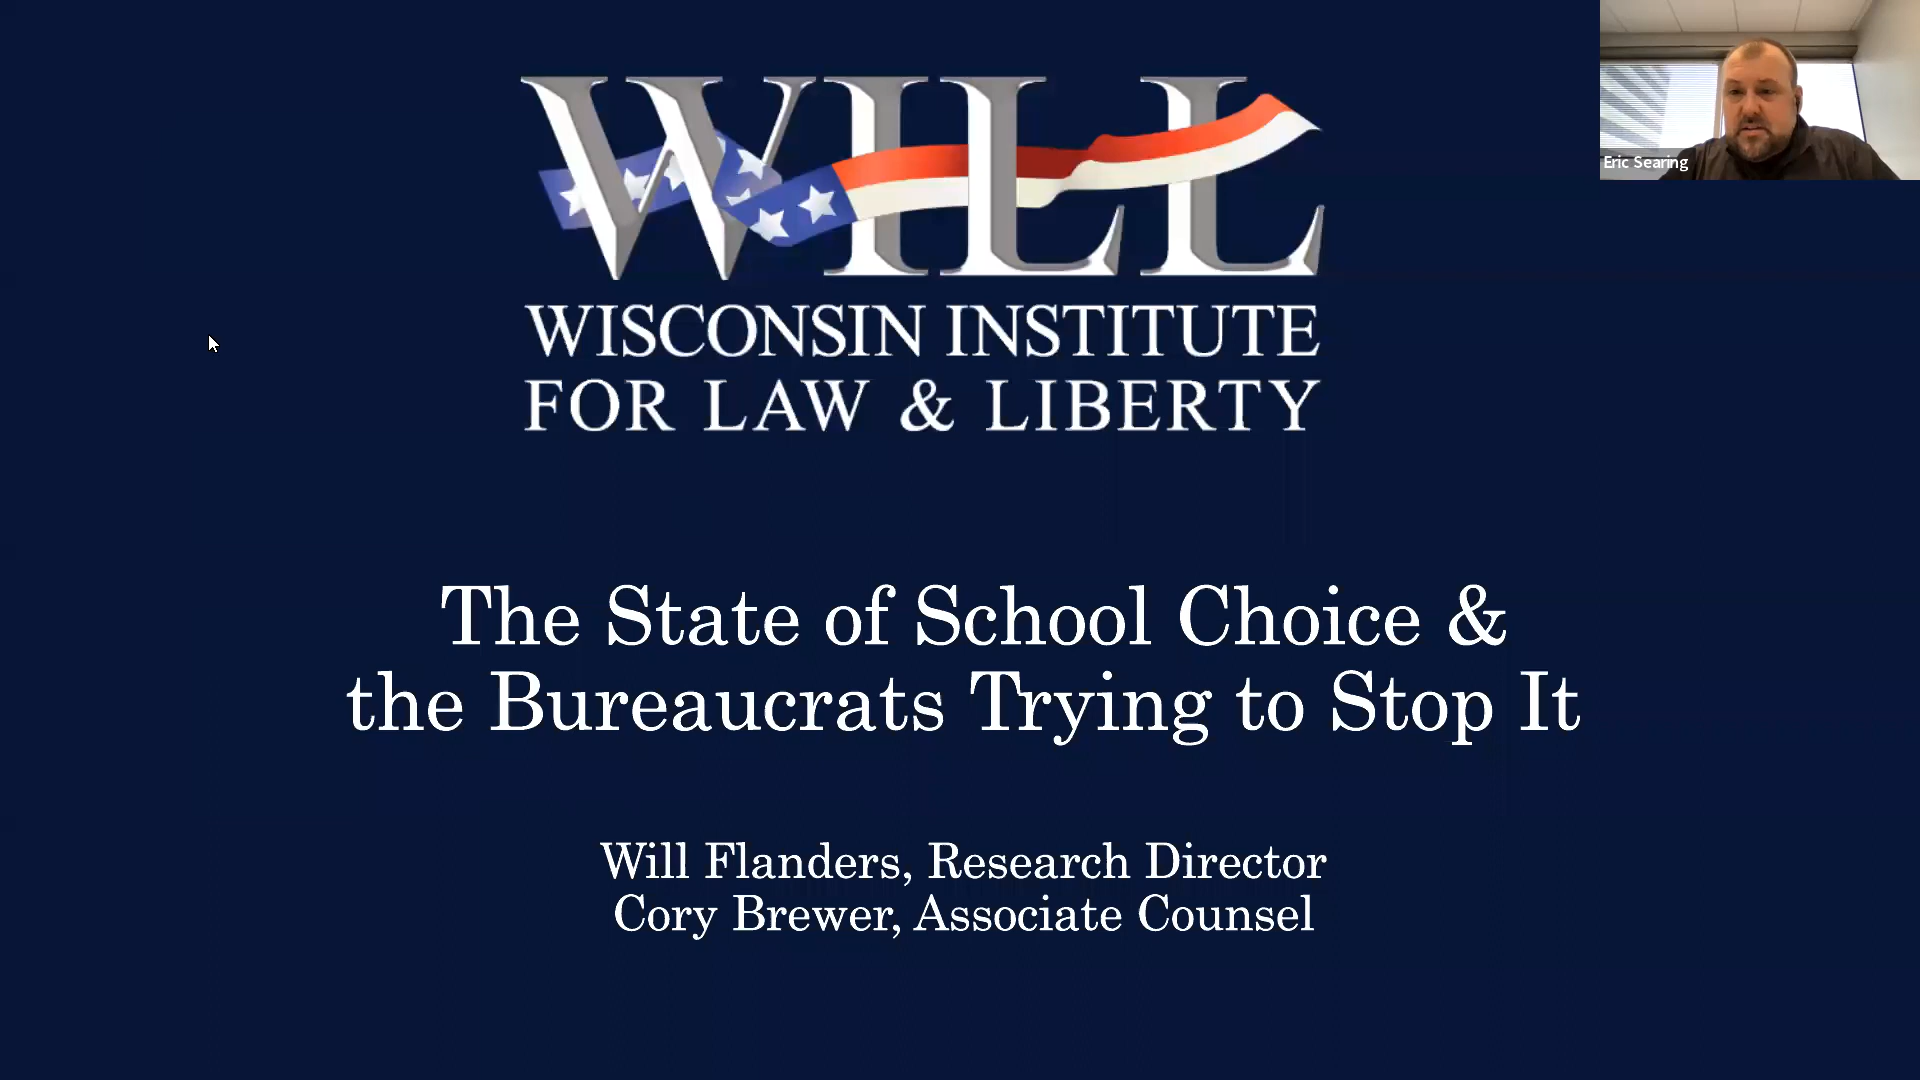 WILL
WISCONSIN INSTITUTE
FOR LAW & LIBERTY
Eric Searing
The State of School Choice &
the Bureaucrats Trying to Stop It
Will Flanders, Research Director
Cory Brewer, Associate Counsel